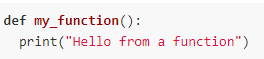 def my_function():
  print("Hello from a function")